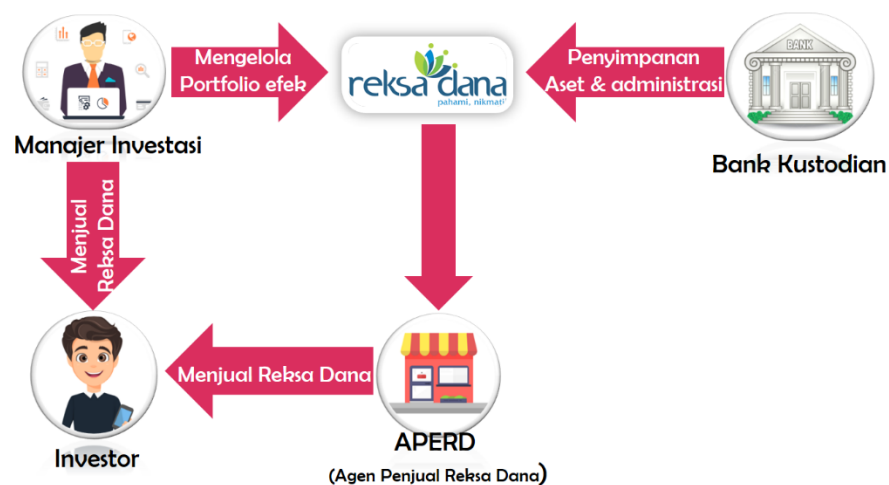 Mengelola
Portfolio efek
reksa dana
pahami, nikmati
Penyimpanan
Aset & administrasi
BANK
Manajer Investasi
Bank Kustodian
Menjual
Reksa Dana
Menjual Reksa Dana
Investor
APERD
(Agen Penjual Reksa Dana)